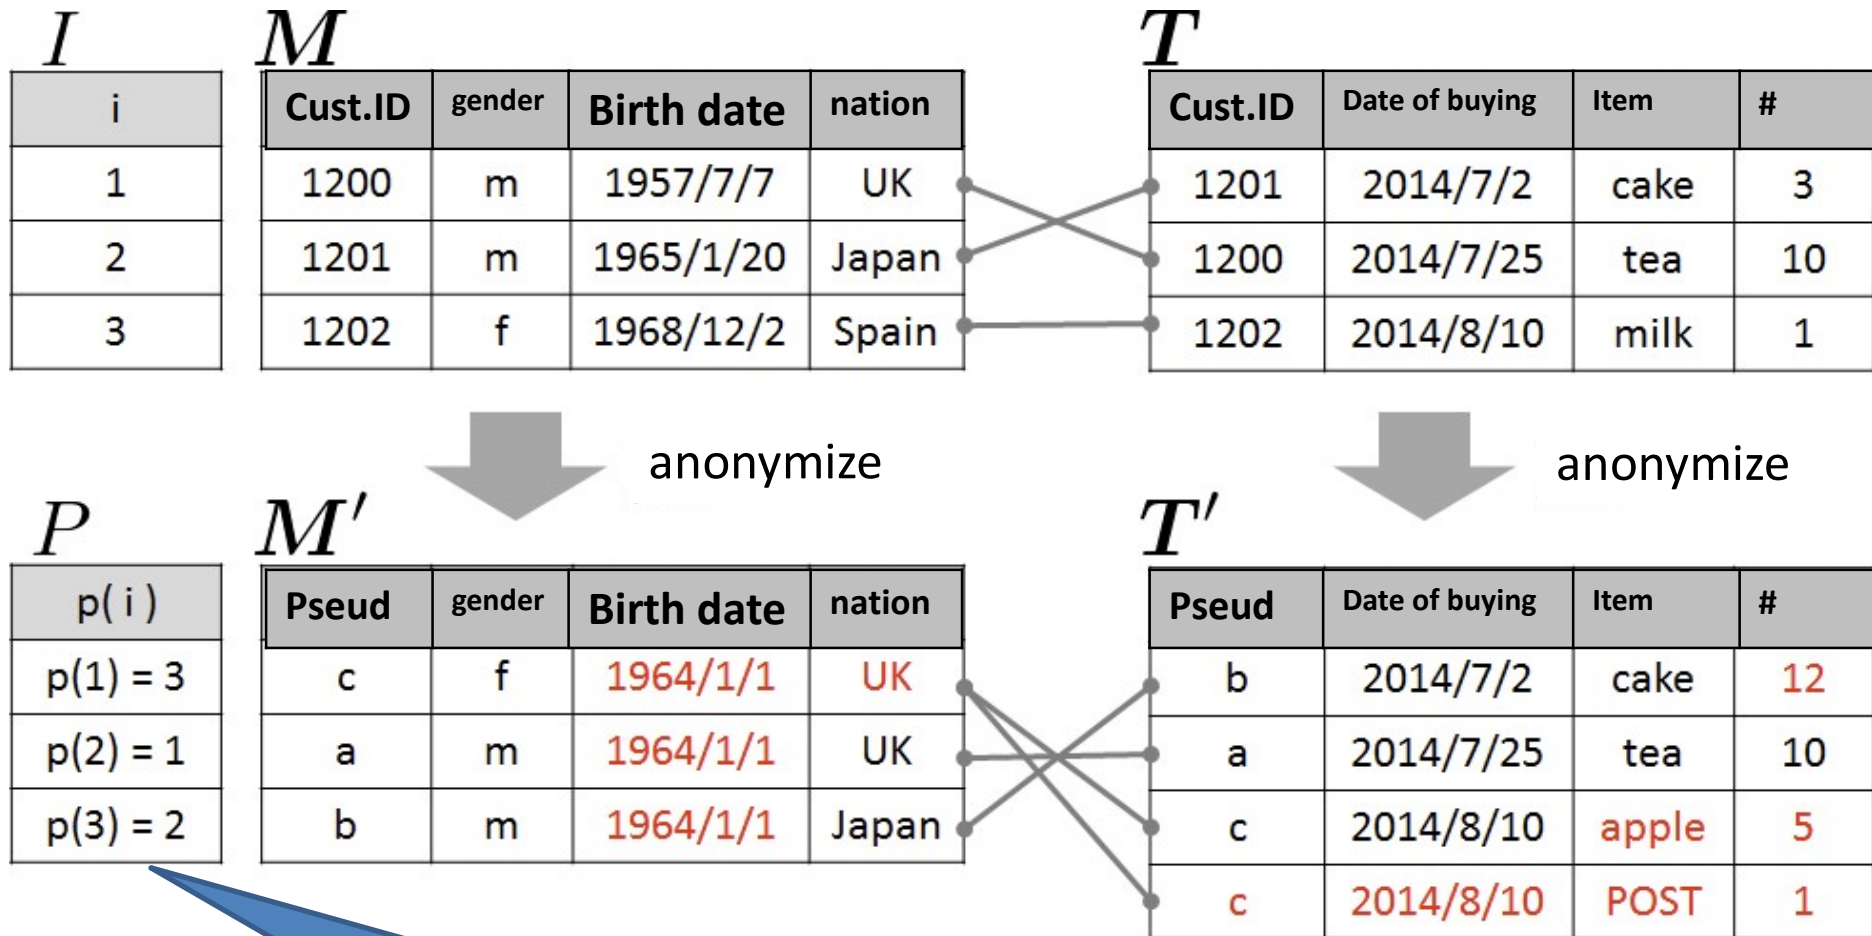 I M T
i Cust.ID gender Birth date nation Cust.ID Date of buying Item #
1 1200 m 1957/7/7 UK 1201 2014/7/2 cake 3
2 1201 m 1965/1/20 Japan 1200 2014/7/25 tea 10
3 1202 f 1968/12/2 Spain 1202 2014/8/10 milk 1
anonymize anonymize
P M′ T′
p( i ) Pseud gender Birth date nation Pseud Date of buying Item #
p(1) = 3 c f 1964/1/1 UK b 2014/7/2 cake 12
p(2) = 1 a m 1964/1/1 UK a 2014/7/25 tea 10
p(3) = 2 b m 1964/1/1 Japan c 2014/8/10 apple 5
c 2014/8/10 POST 1